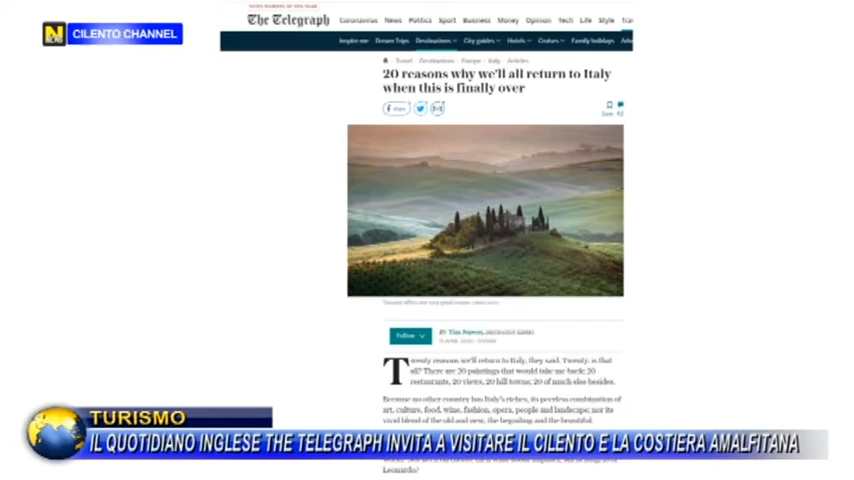 The Telegraph
Coronavirus News Politics Sport Business Money Opinion Tech Life Style
CILENTO CHANNEL
Inspire me Dream Trips Destinations City guides Hotels Cruises Family holidays
Travel Destinations Europe Italy Articles
20 reasons why we'll all return to Italy
when this is finally over
Save
Follow
Twenty reasons we'll return to Italy, they said. Twenty: is that
all? There are 20 paintings that would take me back; 20
restaurants, 20 views, 20 hill towns; 20 of much else besides.
Because no other country has Italy's riches, its peerless combination of
art, culture, food, wine, fashion, opera, people and landscape; nor its
vivid blend of the old and new, the beguiling and the beautiful.
TURISMO
IL QUOTIDIANO INGLESE THE TELEGRAPH INVITA A VISITARE IL CILENTO E LA COSTIERA AMALFITANA
Leonardo?